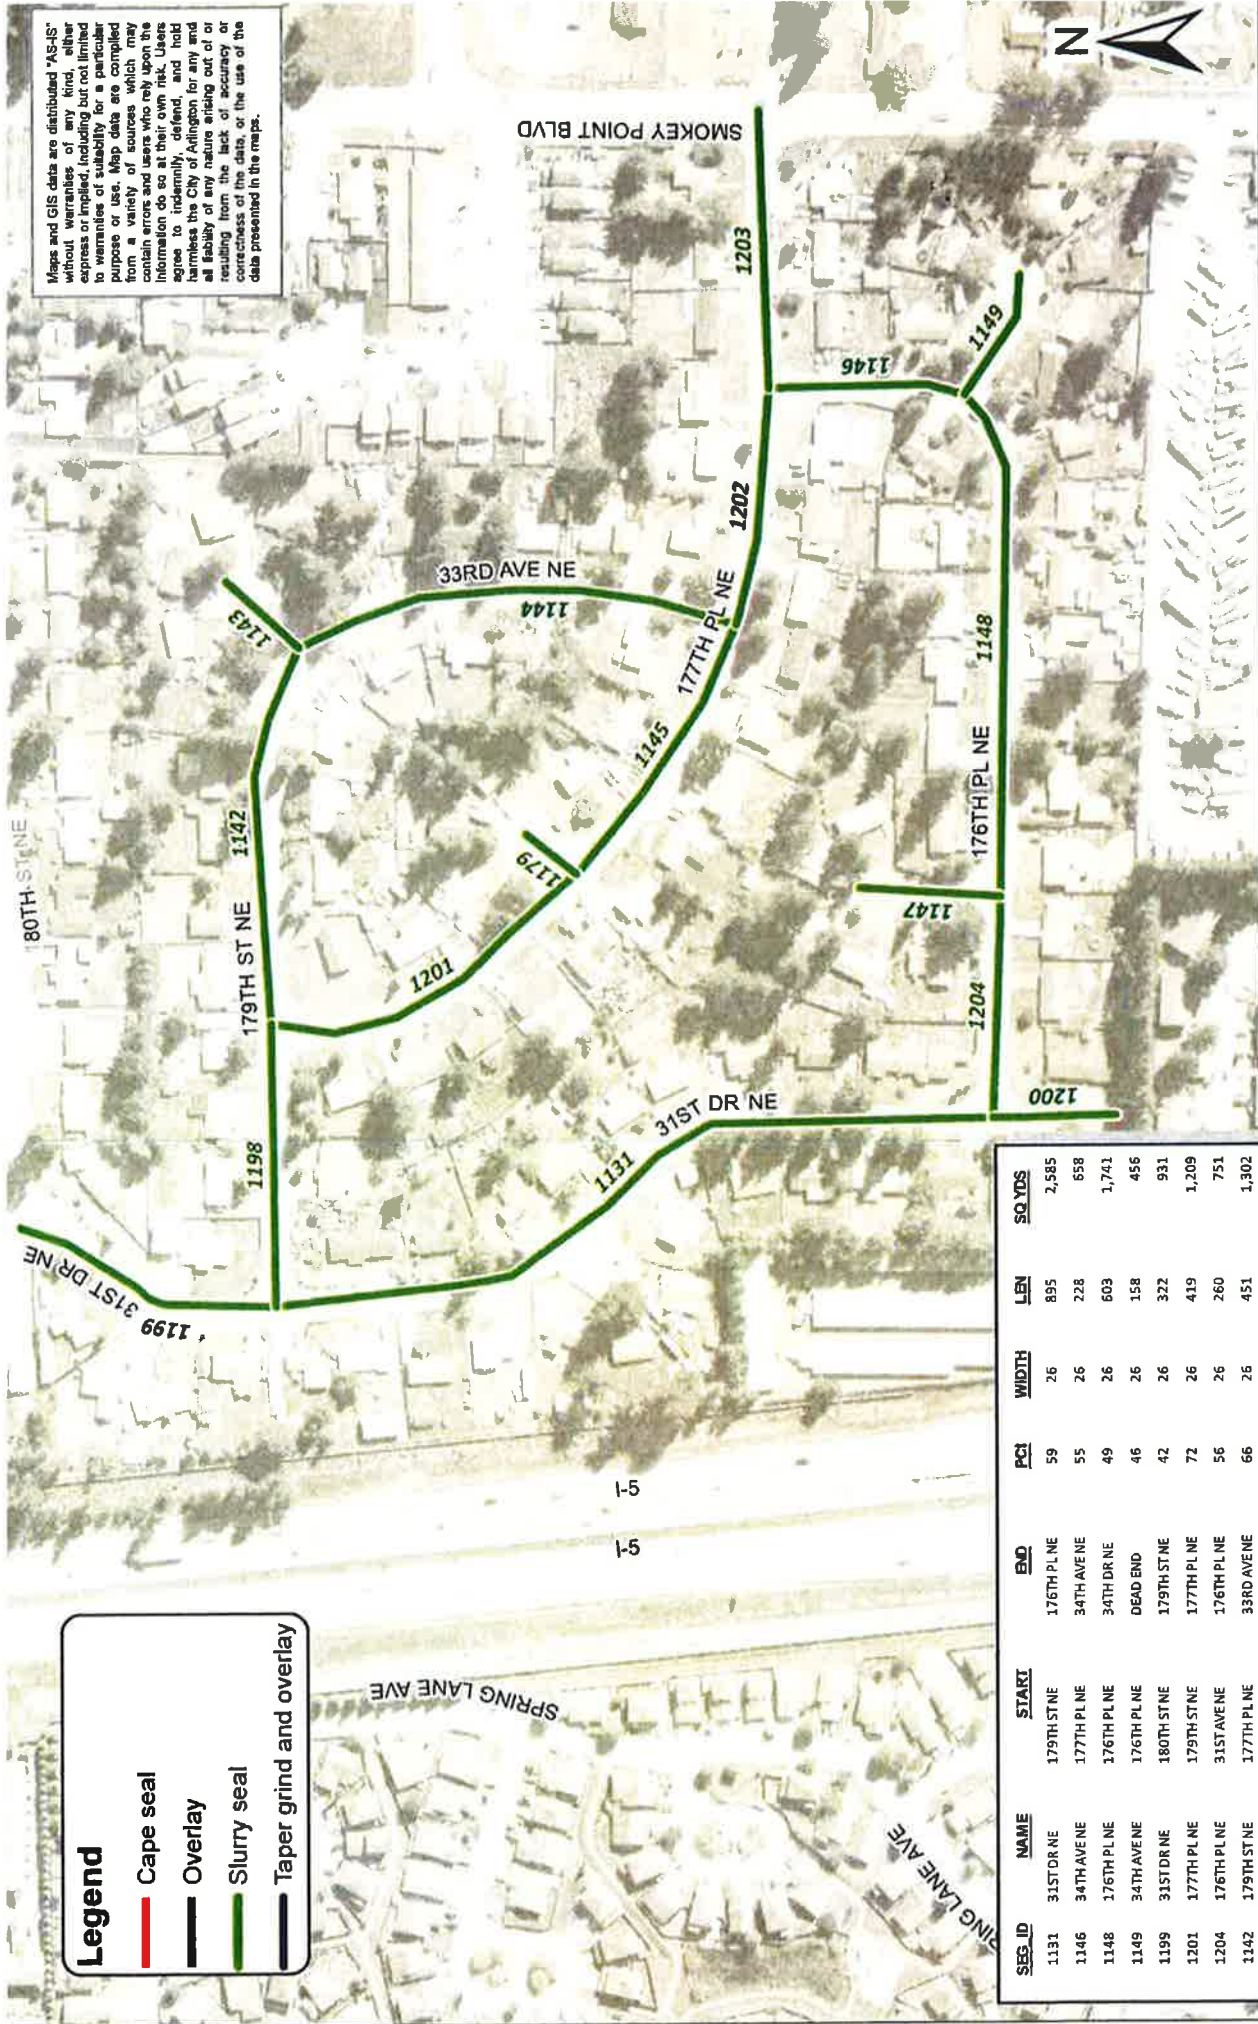 Maps and GIS data are distributed "AS-IS"
without warranties of any kind, either
express or implied, including but not limited
to warranties of suitability for a particular
purpose or use. Map data are compiled
from a variety of sources which may
contain errors and users who rely upon the
information do so at their own risk. Users
agree to indemnify, defend, and hold
harmless the City of Arlington for any and
all liability of any nature arising out of or
resulting from the lack of accuracy or
correctness of the data, or the use of the
data presented in the maps.
N
Legend
Cape seal
Overlay
Slurry seal
Taper grind and overlay
180TH ST NE
31ST DR NE
1199
1198
179TH ST NE
1142
1143
33RD AVE NE
1144
SMOKEY POINT BLVD
1203
1202
177TH PL NE
1145
1179
1201
1146
1149
1148
176TH PL NE
1147
1204
31ST DR NE
1131
1200
I-5
I-5
SPRING LANE AVE
RING LANE AVE
SEG_ID NAME START END PCI WIDTH LEN SQ YDS
1131 31ST DR NE 179TH ST NE 176TH PL NE 59 26 895 2,585
1146 34TH AVE NE 177TH PL NE 34TH AVE NE 55 26 228 658
1148 176TH PL NE 176TH PL NE 34TH DR NE 49 26 603 1,741
1149 34TH AVE NE 176TH PL NE DEAD END 46 26 158 456
1199 31ST DR NE 180TH ST NE 179TH ST NE 42 26 322 931
1201 177TH PL NE 179TH ST NE 177TH PL NE 72 26 419 1,209
1204 176TH PL NE 31ST AVE NE 176TH PL NE 56 26 260 751
1142 179TH ST NE 177TH PL NE 33RD AVE NE 66 26 451 1,302